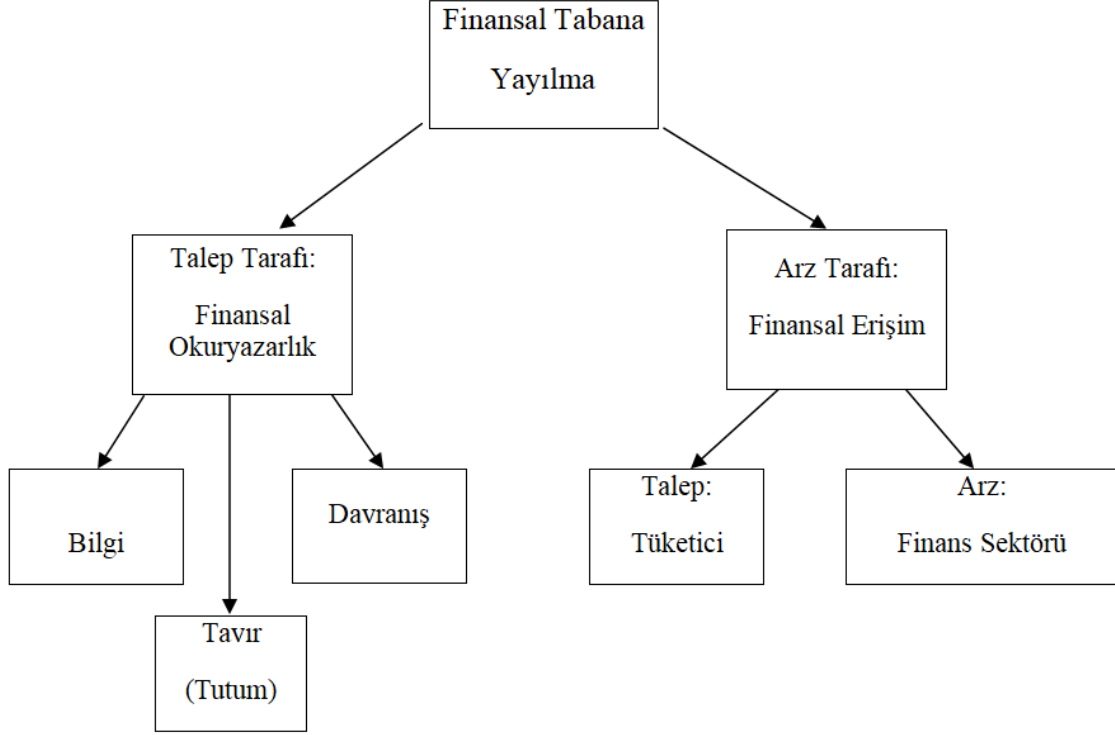 Finansal Tabana
Yayılma
Talep Tarafı:
Finansal
Okuryazarlık
Arz Tarafı:
Finansal Erişim
Bilgi
Davranış
Talep:
Tüketici
Arz:
Finans Sektörü
Tavır
(Tutum)